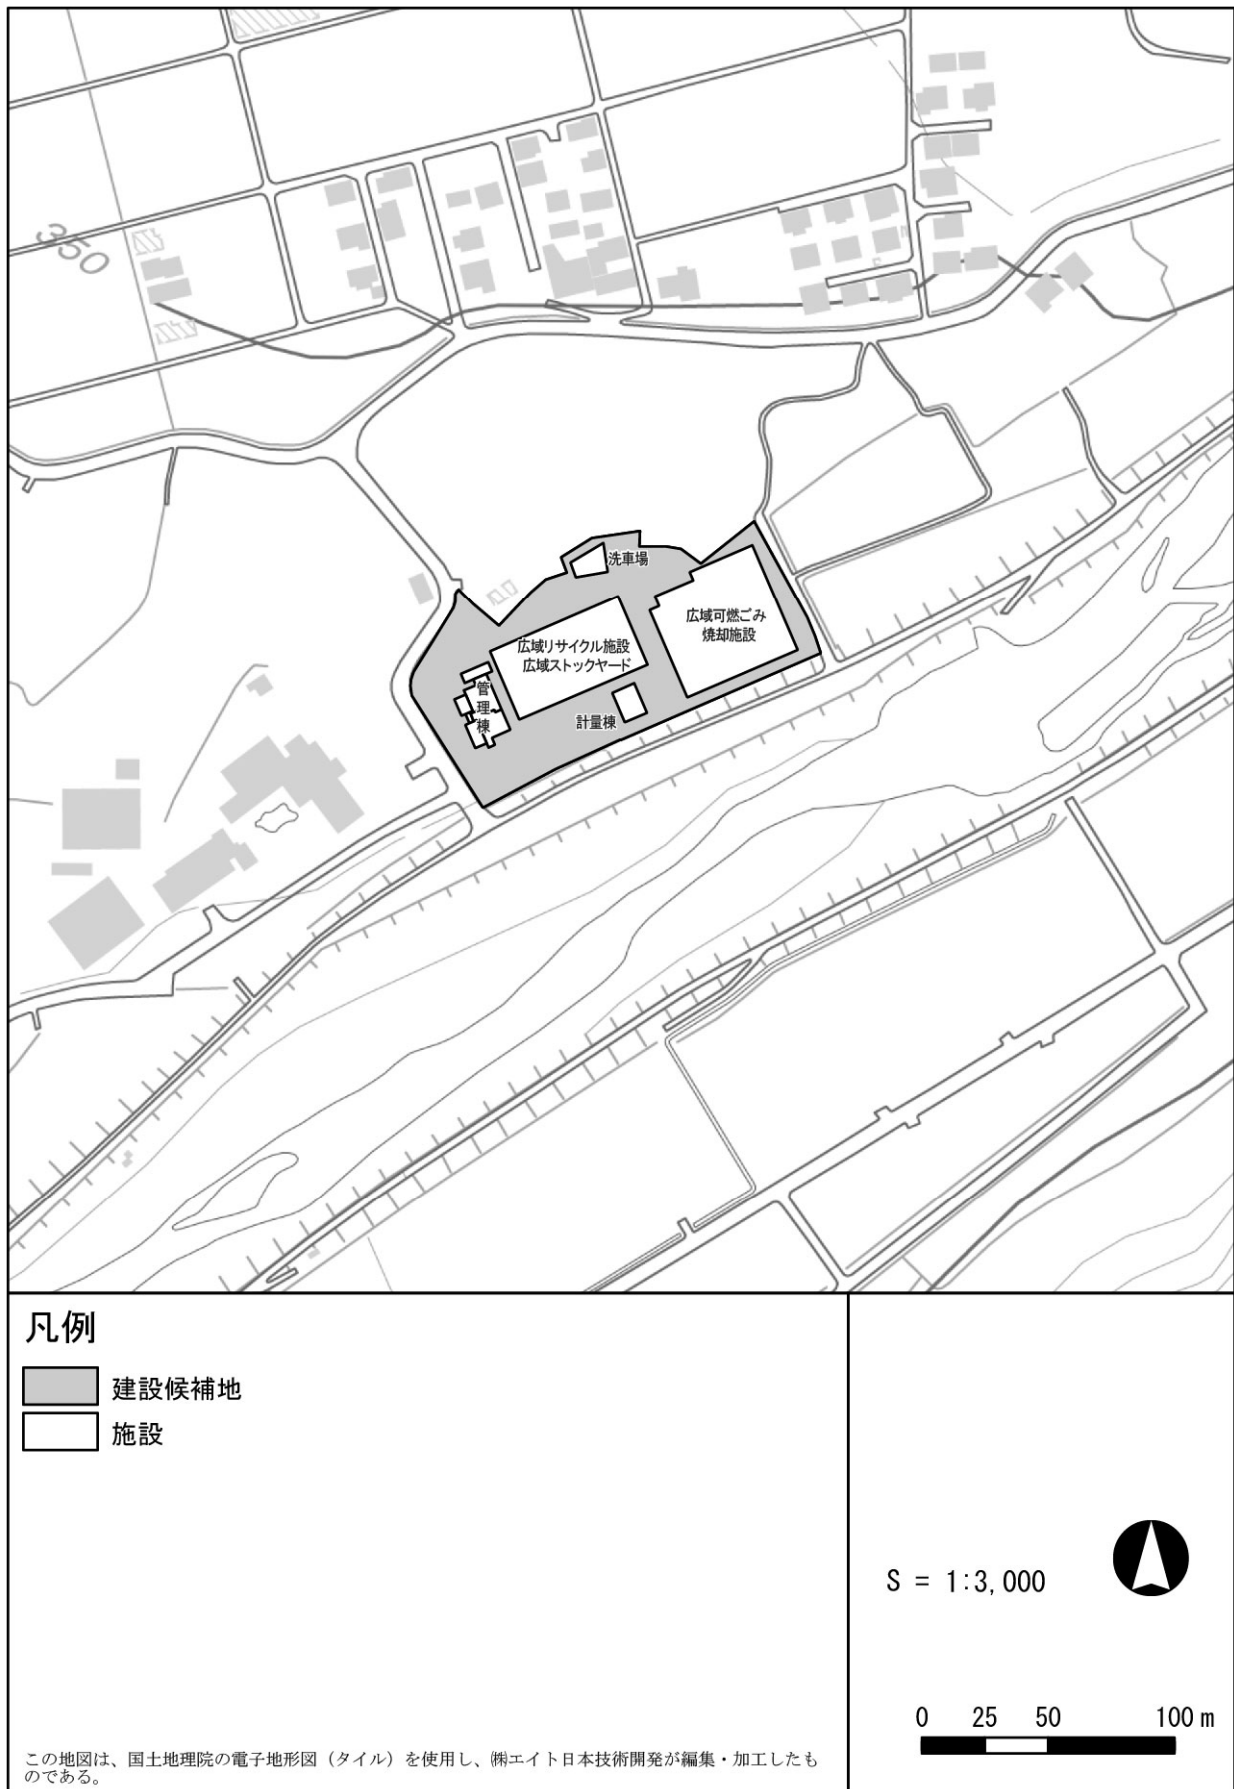 350
洗車場
広域可燃ごみ
焼却施設
広域リサイクル施設
広域ストックヤード
管
理
棟
計量棟
凡例
建設候補地
施設
S = 1:3,000
0 25 50 100 m
この地図は、国土地理院の電子地形図（タイル）を使用し、㈱エイト日本技術開発が編集・加工したも
のである。